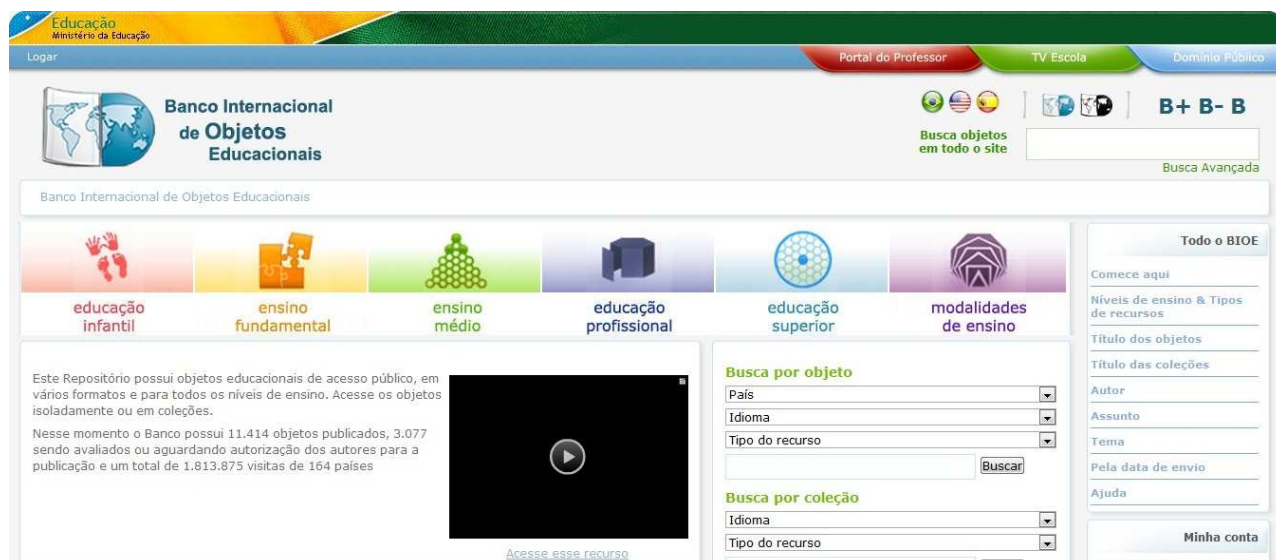 Educação
Ministério da Educação
Logar
Portal do Professor
TV Escola
Domínio Público
Banco Internacional
de Objetos
Educacionais
B+ B- B
Busca objetos
em todo o site
Busca Avançada
Banco Internacional de Objetos Educacionais
educação
infantil
ensino
fundamental
ensino
médio
educação
profissional
educação
superior
modalidades
de ensino
Este Repositório possui objetos educacionais de acesso público, em
vários formatos e para todos os níveis de ensino. Acesse os objetos
isoladamente ou em coleções.
Nesse momento o Banco possui 11.414 objetos publicados, 3.077
sendo avaliados ou aguardando autorização dos autores para a
publicação e um total de 1.813.875 visitas de 164 países
Acesse esse recurso
Busca por objeto
País
Idioma
Tipo do recurso
Buscar
Busca por coleção
Idioma
Tipo do recurso
Todo o BIOE
Comece aqui
Níveis de ensino & Tipos
de recursos
Título dos objetos
Título das coleções
Autor
Assunto
Tema
Pela data de envio
Ajuda
Minha conta